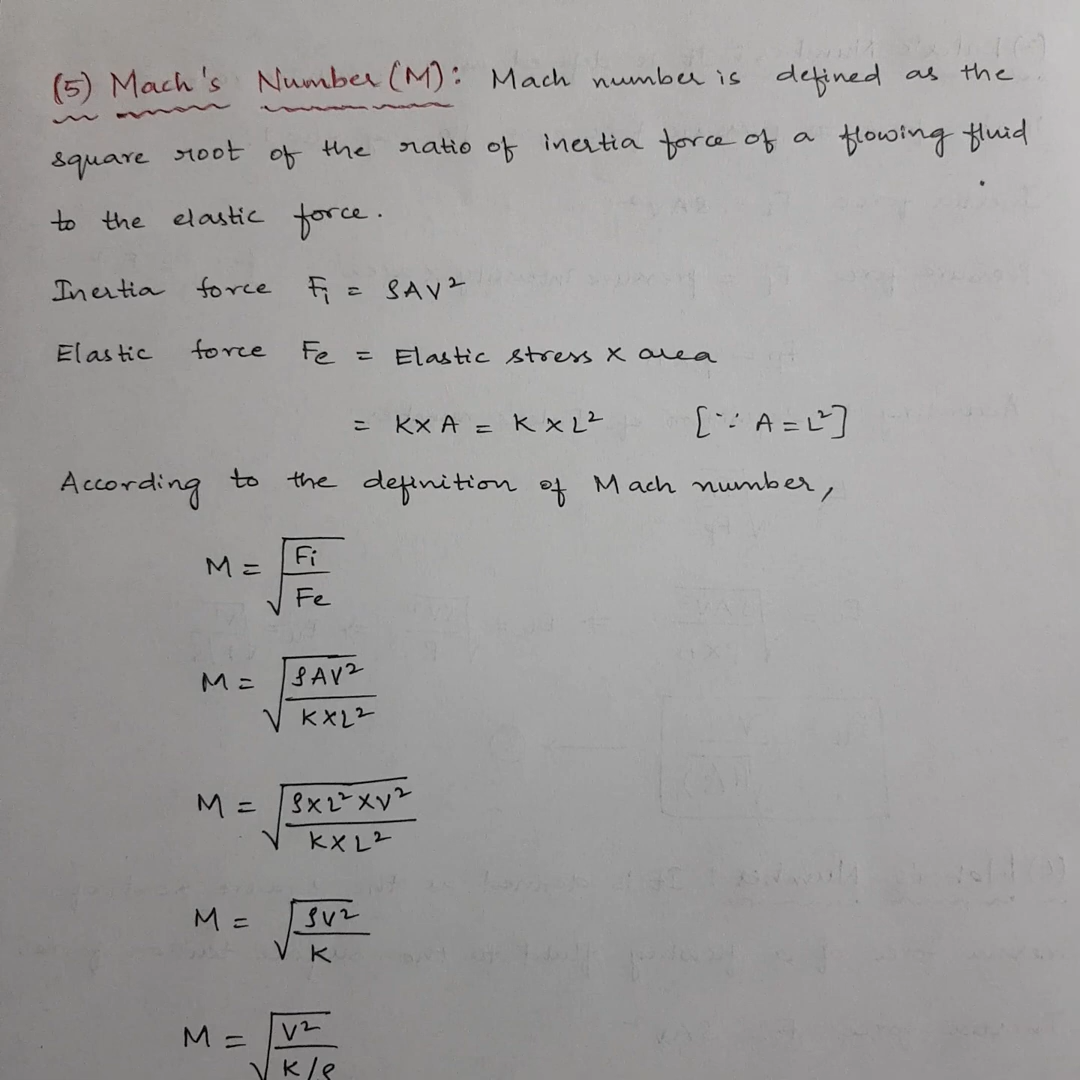 (5) Mach's Number (M): Mach number is defined as the
square root of the ratio of inertia force of a flowing fluid
to the elastic force.
Inertia force Fi = ρAV²
Elastic force Fe = Elastic stress × area
= K×A = K×L² [∵ A=L²]
According to the definition of Mach number,
M = √(Fi/Fe)
M = √(ρAV²/K×L²)
M = √(ρ×L²×V²/K×L²)
M = √(ρV²/K)
M = √(V²/K/ρ)